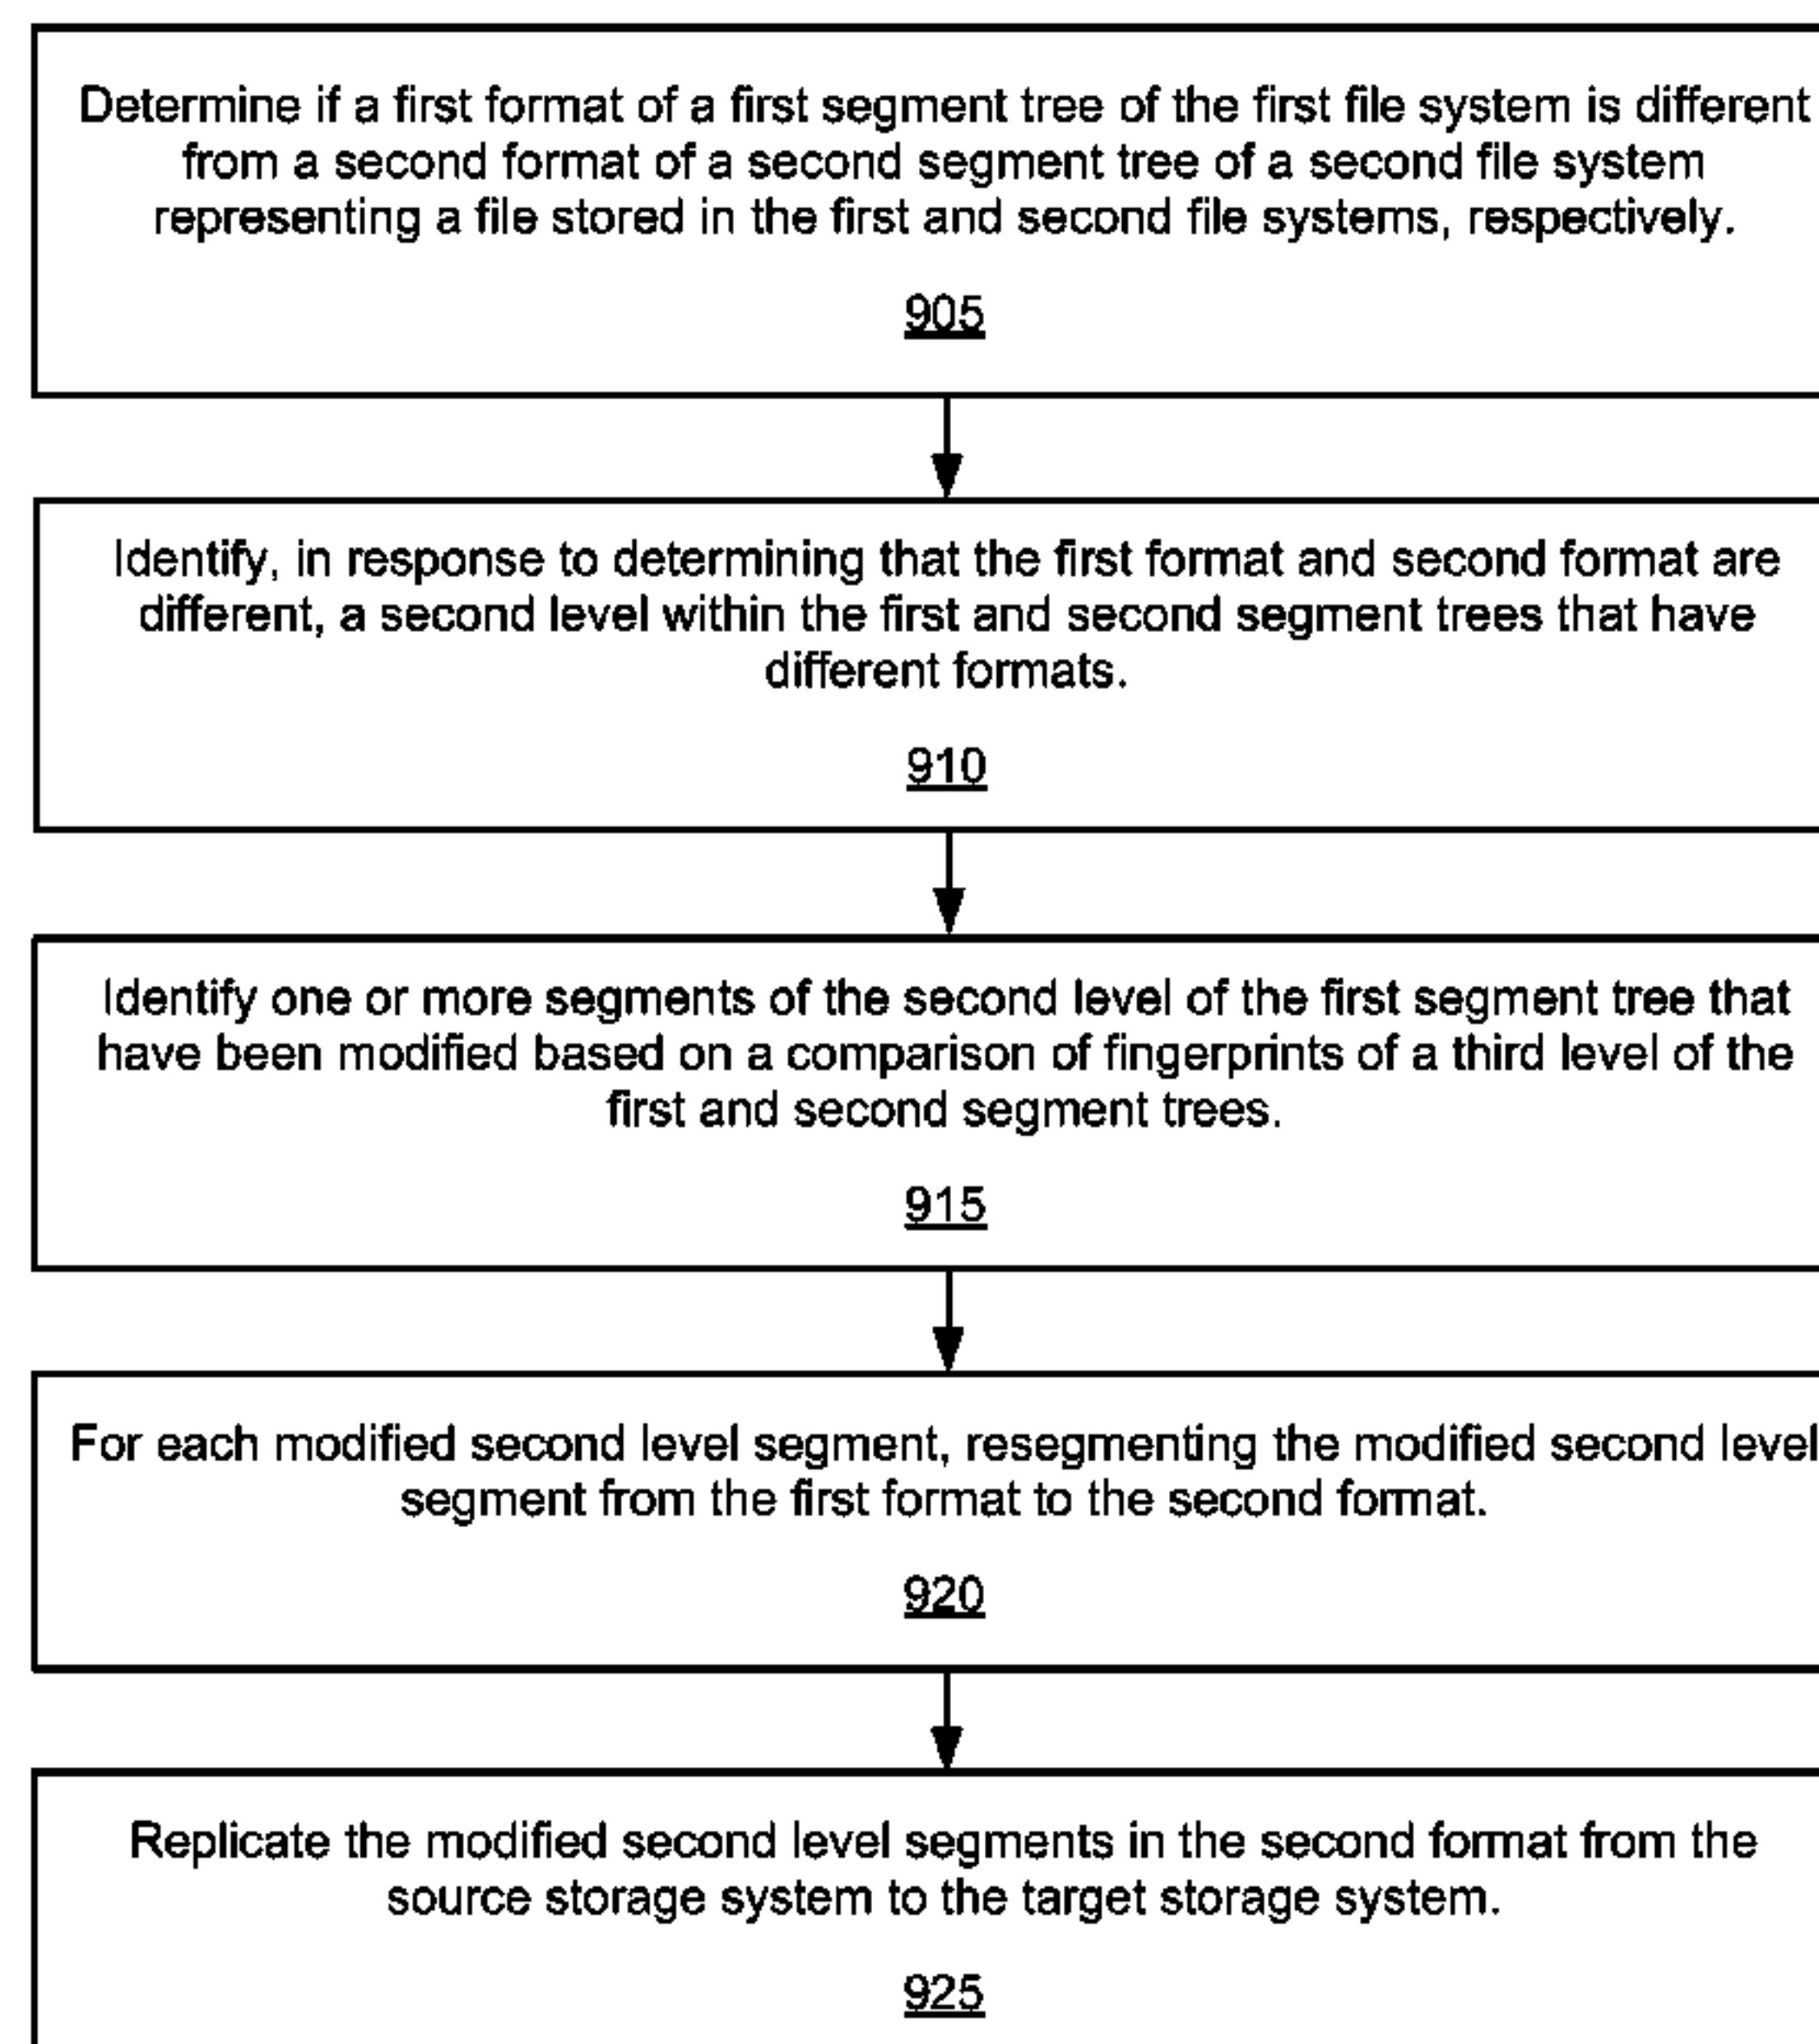 Determine if a first format of a first segment tree of the first file system is different
from a second format of a second segment tree of a second file system
representing a file stored in the first and second file systems, respectively.
905
Identify, in response to determining that the first format and second format are
different, a second level within the first and second segment trees that have
different formats.
910
Identify one or more segments of the second level of the first segment tree that
have been modified based on a comparison of fingerprints of a third level of the
first and second segment trees.
915
For each modified second level segment, resegmenting the modified second level
segment from the first format to the second format.
920
Replicate the modified second level segments in the second format from the
source storage system to the target storage system.
925